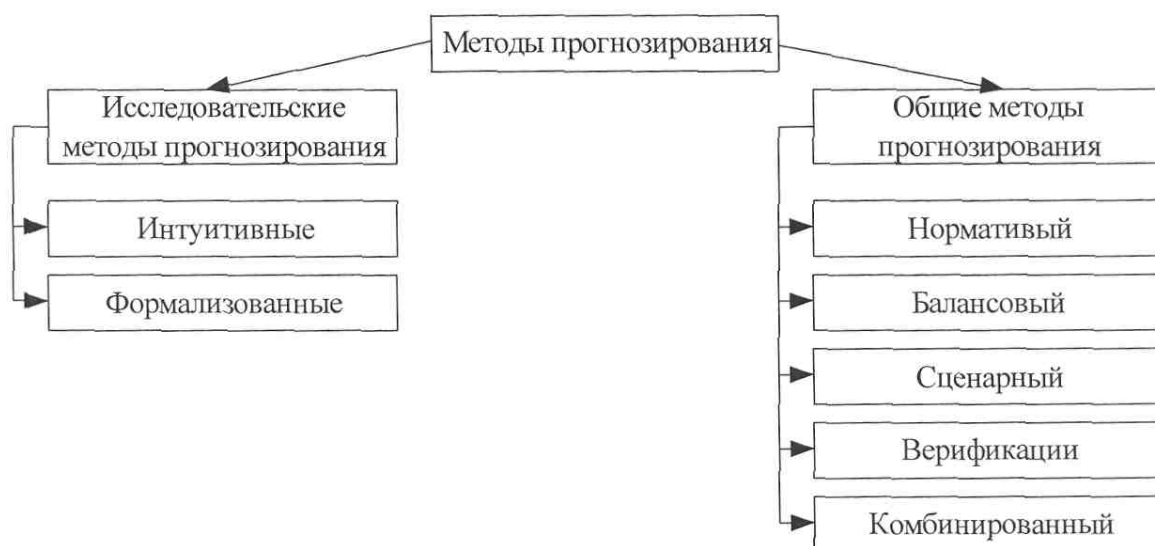 Методы прогнозирования
Исследовательские
методы прогнозирования
Интуитивные
Формализованные
Общие методы
прогнозирования
Нормативый
Балансовый
Сценарный
Верификации
Комбинированный